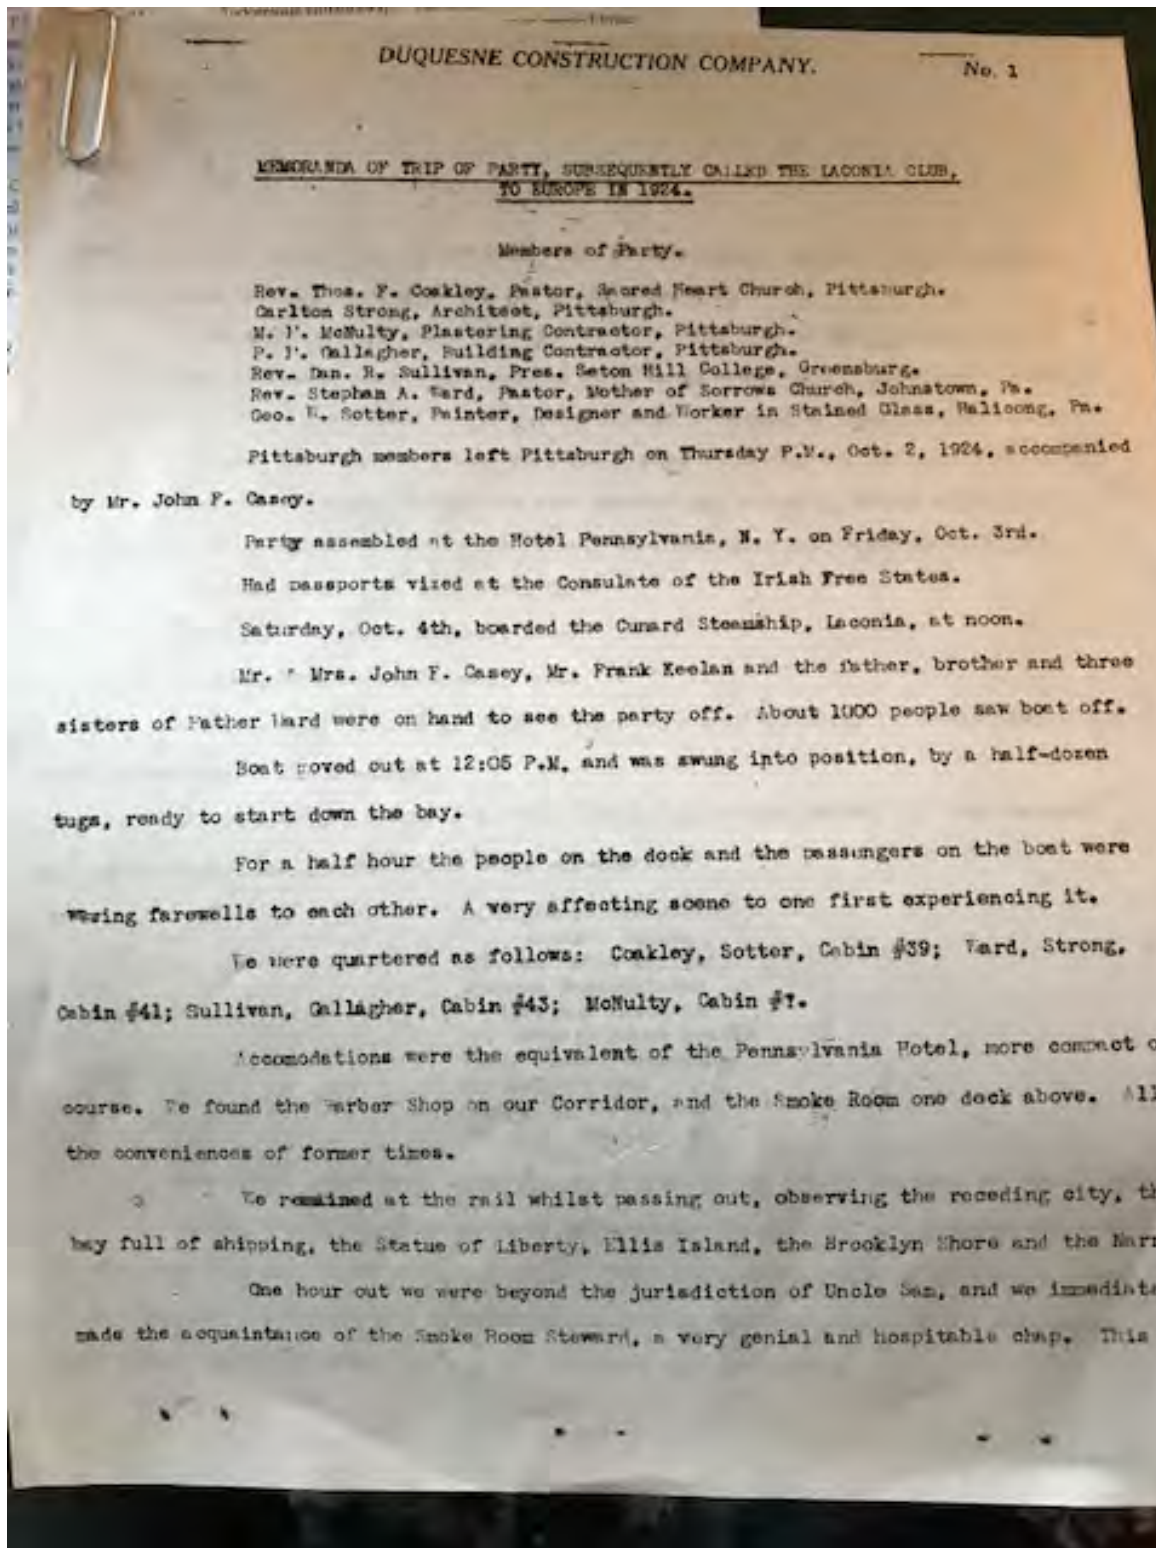 DUQUESNE CONSTRUCTION COMPANY.
No. 1
MEMORANDA OF TRIP OF PARTY, SUBSEQUENTLY CALLED THE LACONIA CLUB,
TO EUROPE IN 1924.
Members of Party.
Rev. Thos. F. Coakley, Pastor, Sacred Heart Church, Pittsburgh.
Carlton Strong, Architect, Pittsburgh.
McNulty, Plastering Contractor, Pittsburgh.
Gallagher, Building Contractor, Pittsburgh.
Rev. Dan. R. Sullivan, Pres. Seton Hill College, Greensburg.
Rev. Stephen A. Ward, Pastor, Mother of Sorrows Church, Johnstown, Pa.
Geo. Sotter, Painter, Designer and Worker in Stained Glass, Holicong, Pa.
Pittsburgh members left Pittsburgh on Thursday P.M., Oct. 2, 1924, accompanied
by Mr. John F. Casey.
Party assembled at the Hotel Pennsylvania, N. Y. on Friday, Oct. 3rd.
Had passports vized at the Consulate of the Irish Free States.
Saturday, Oct. 4th, boarded the Cunard Steamship, Laconia, at noon.
Mr. Mrs. John F. Casey, Mr. Frank Keelan and the father, brother and three
sisters of Father Ward were on hand to see the party off. About 1000 people saw boat off.
Boat moved out at 12:05 P.M. and was swung into position, by a half-dozen
tugs, ready to start down the bay.
For a half hour the people on the dock and the passengers on the boat were
waving farewells to each other. A very affecting scene to one first experiencing it.
We were quartered as follows: Coakley, Sotter, Cabin #39; Ward, Strong,
Cabin #41; Sullivan, Gallagher, Cabin #43; McNulty, Cabin #?.
Accomodations were the equivalent of the Pennsylvania Hotel, more compact
course. We found the Barber Shop on our Corridor, and the Smoke Room one deck above. All
the conveniences of former times.
We remained at the rail whilst passing out, observing the receding city,
bay full of shipping, the Statue of Liberty, Ellis Island, the Brooklyn Shore and the
One hour out we were beyond the jurisdiction of Uncle Sam, and we
made the acquaintance of the Smoke Room Steward, a very genial and hospitable chap. This